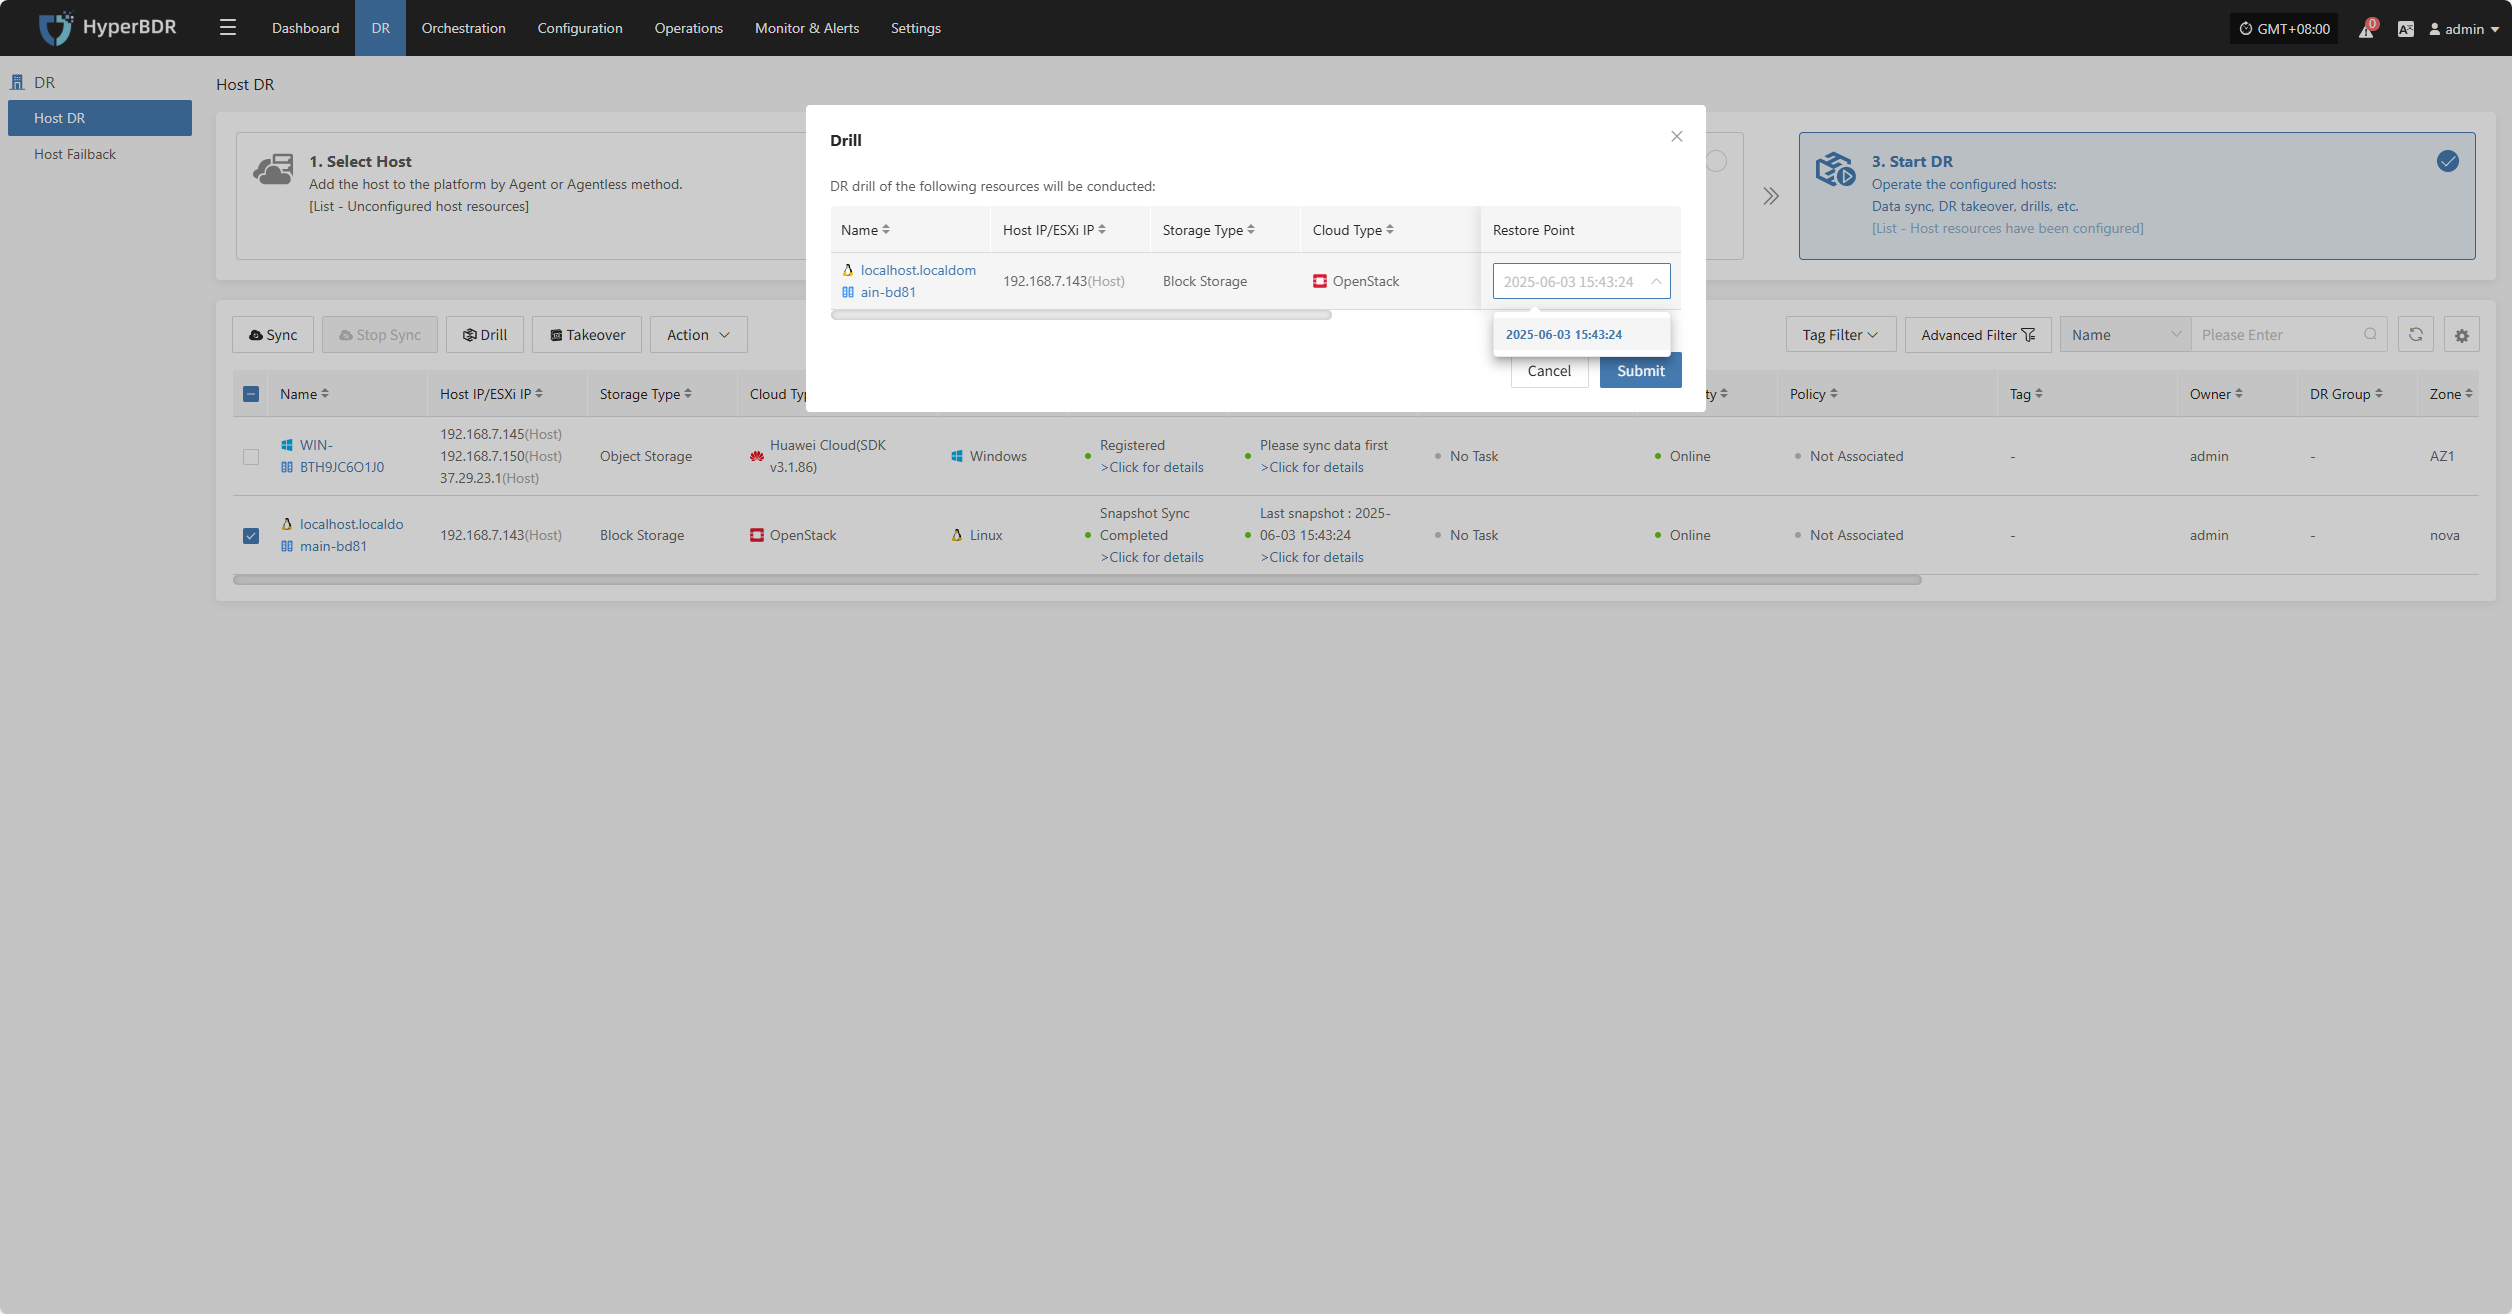 HyperBDR
Dashboard
DR
Orchestration
Configuration
Operations
Monitor & Alerts
Settings
GMT+08:00
0
admin
DR
Host DR
Host Failback
Host DR
1. Select Host
Add the host to the platform by Agent or Agentless method.
[List - Unconfigured host resources]
3. Start DR
Operate the configured hosts:
Data sync, DR takeover, drills, etc.
[List - Host resources have been configured]
Drill
DR drill of the following resources will be conducted:
Name Host IP/ESXi IP Storage Type Cloud Type Restore Point
localhost.localdom
ain-bd81
192.168.7.143(Host)
Block Storage
OpenStack
2025-06-03 15:43:24
2025-06-03 15:43:24
Cancel
Submit
Sync
Stop Sync
Drill
Takeover
Action
Tag Filter
Advanced Filter
Name
Please Enter
Name Host IP/ESXi IP Storage Type Cloud Typ ty Policy Tag Owner DR Group Zone
WIN-
BTH9JC6O1J0
192.168.7.145(Host)
192.168.7.150(Host)
37.29.23.1(Host)
Object Storage
Huawei Cloud(SDK
v3.1.86)
Windows
Registered
>Click for details
Please sync data first
>Click for details
No Task
Online
Not Associated
-
admin
-
AZ1
localhost.localdo
main-bd81
192.168.7.143(Host)
Block Storage
OpenStack
Linux
Snapshot Sync
Completed
>Click for details
Last snapshot : 2025-
06-03 15:43:24
>Click for details
No Task
Online
Not Associated
-
admin
-
nova